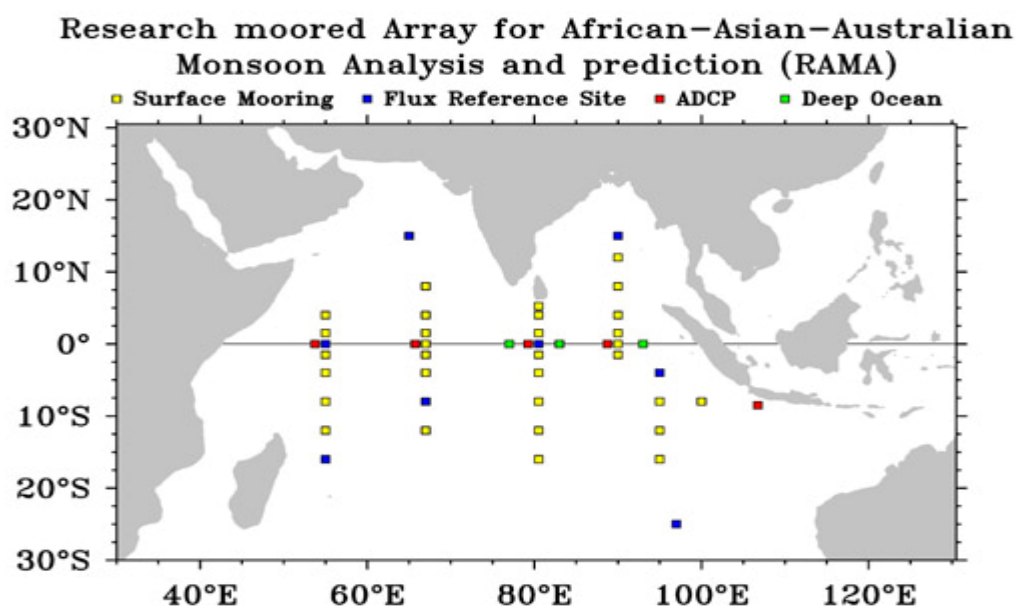 Research moored Array for African-Asian-Australian
Monsoon Analysis and prediction (RAMA)
Surface Mooring Flux Reference Site ADCP Deep Ocean
30°N
20°N
10°N
0°
10°S
20°S
30°S
40°E 60°E 80°E 100°E 120°E